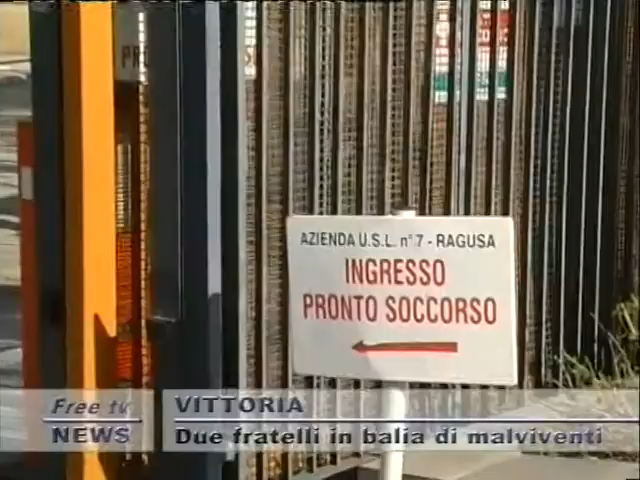 AZIENDA U.S.L. n° 7 - RAGUSA
INGRESSO
PRONTO SOCCORSO
Free tv
NEWS
VITTORIA
Due fratelli in balia di malviventi